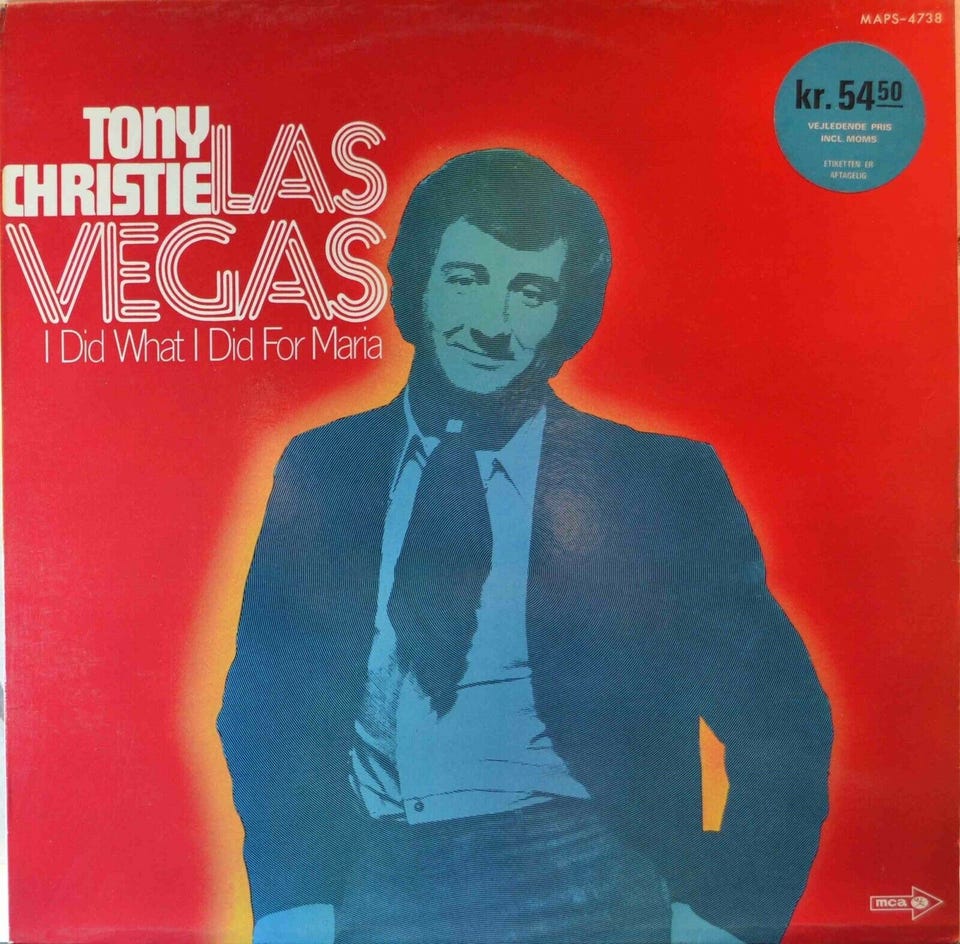 MAPS-4738
kr. 54 50
VEJLEDENDE PRIS
INCL. MOMS
ETIKETTEN ER
AFTAGELIG
TONY
CHRISTIE LAS
VEGAS
I Did What I Did For Maria
mca